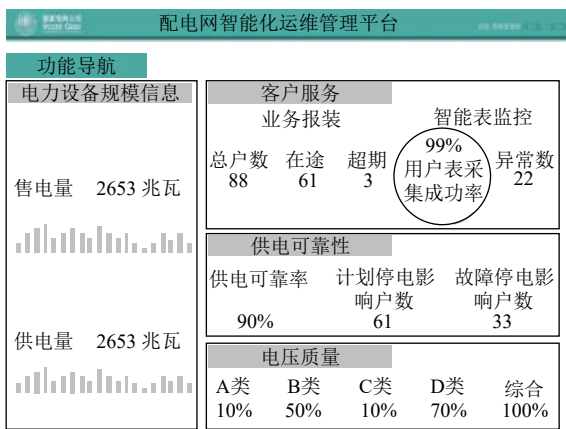 配电网智能化运维管理平台
功能导航
电力设备规模信息
售电量 2653 兆瓦
供电量 2653 兆瓦
客户服务
业务报装 智能表监控
总户数 在途 超期
88 61 3
99%
用户表采
集成功率
异常数
22
供电可靠性
供电可靠率 计划停电影 故障停电影
响户数 响户数
90% 61 33
电压质量
A类 B类 C类 D类 综合
10% 50% 10% 70% 100%